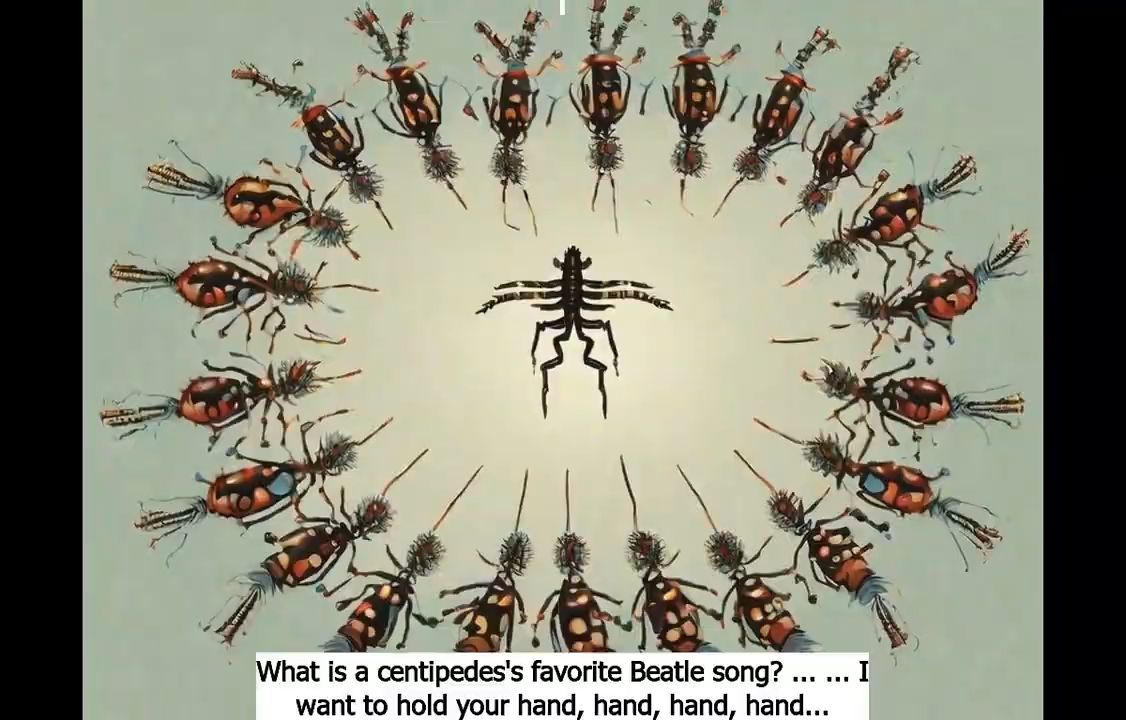 What is a centipedes's favorite Beatle song? ... ... I
want to hold your hand, hand, hand, hand...